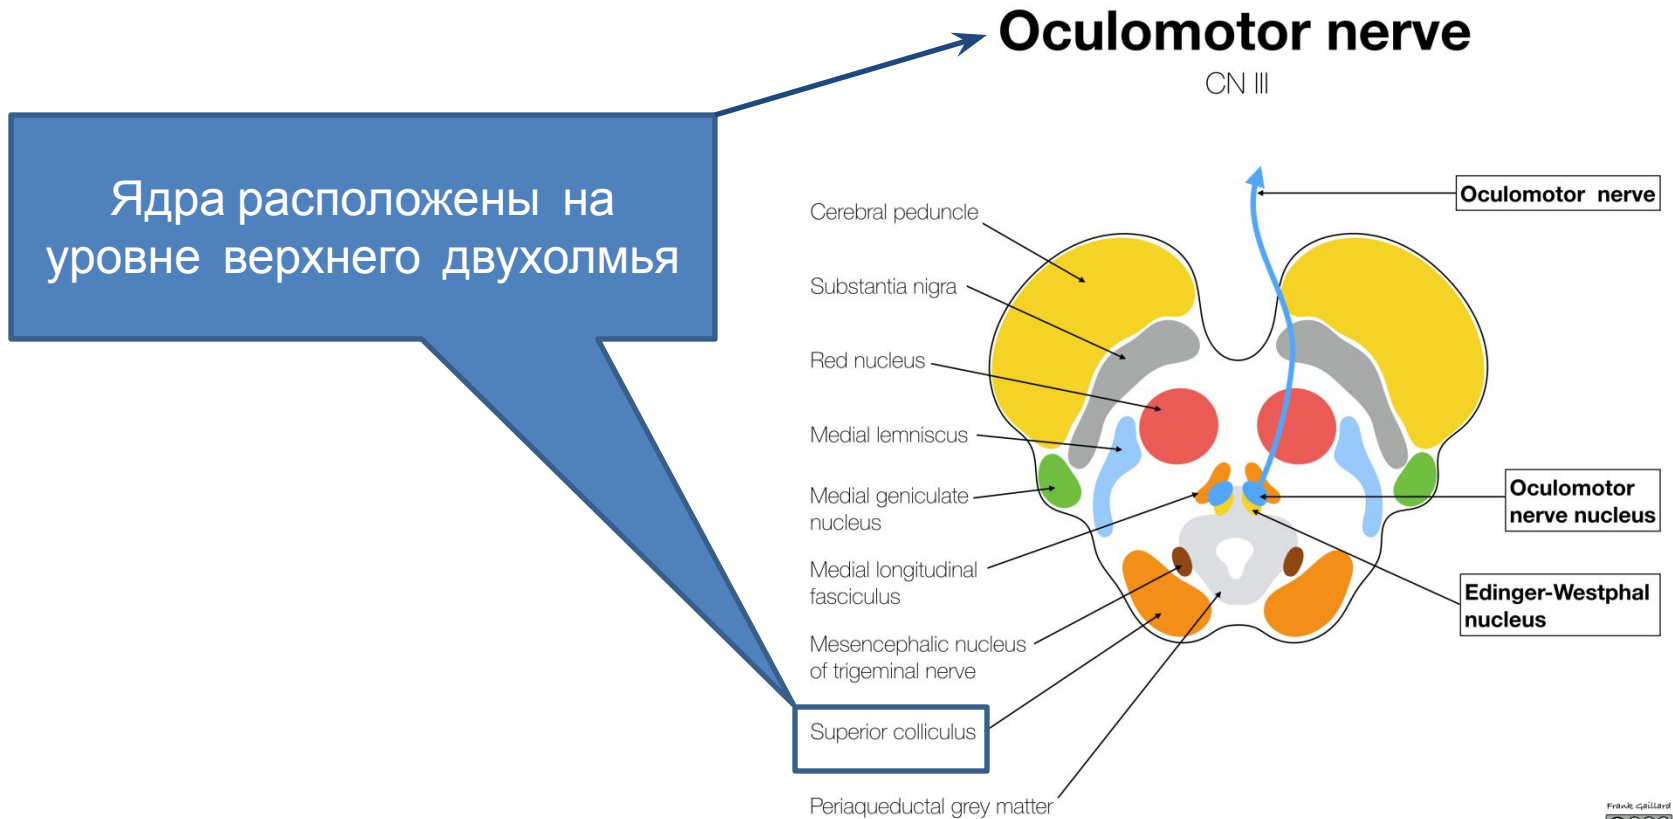 Oculomotor nerve
CN III
Ядра расположены на
уровне верхнего двухолмья
Oculomotor nerve
Cerebral peduncle
Substantia nigra
Red nucleus
Medial lemniscus
Medial geniculate
nucleus
Medial longitudinal
fasciculus
Mesencephalic nucleus
of trigeminal nerve
Superior colliculus
Periaqueductal grey matter
Oculomotor
nerve nucleus
Edinger-Westphal
nucleus
Frank Gaillard